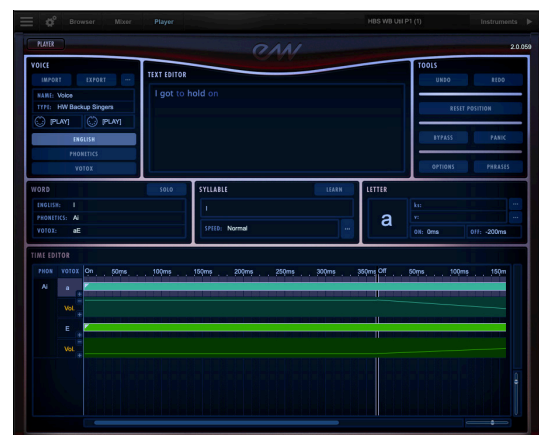 Browser Mixer Player HBS WB Util P1 (1) Instruments
PLAYER
EAW
2.0.059
VOICE
IMPORT EXPORT ...
NAME: Voice
TYPE: HW Backup Singers
[PLAY] [PLAY]
ENGLISH
PHONETICS
VOTOX
TEXT EDITOR
I got to hold on
TOOLS
UNDO REDO
RESET POSITION
BYPASS PANIC
OPTIONS PHRASES
WORD SOLO
ENGLISH: I
PHONETICS: Ai
VOTOX: aE
SYLLABLE LEARN
I
SPEED: Normal ...
LETTER
a
...
...
ON: 0ms OFF: -200ms
TIME EDITOR
PHON VOTOX On 50ms 100ms 150ms 200ms 250ms 300ms 350ms Off 50ms 100ms 150m
Ai a
Vol.
E
Vol.